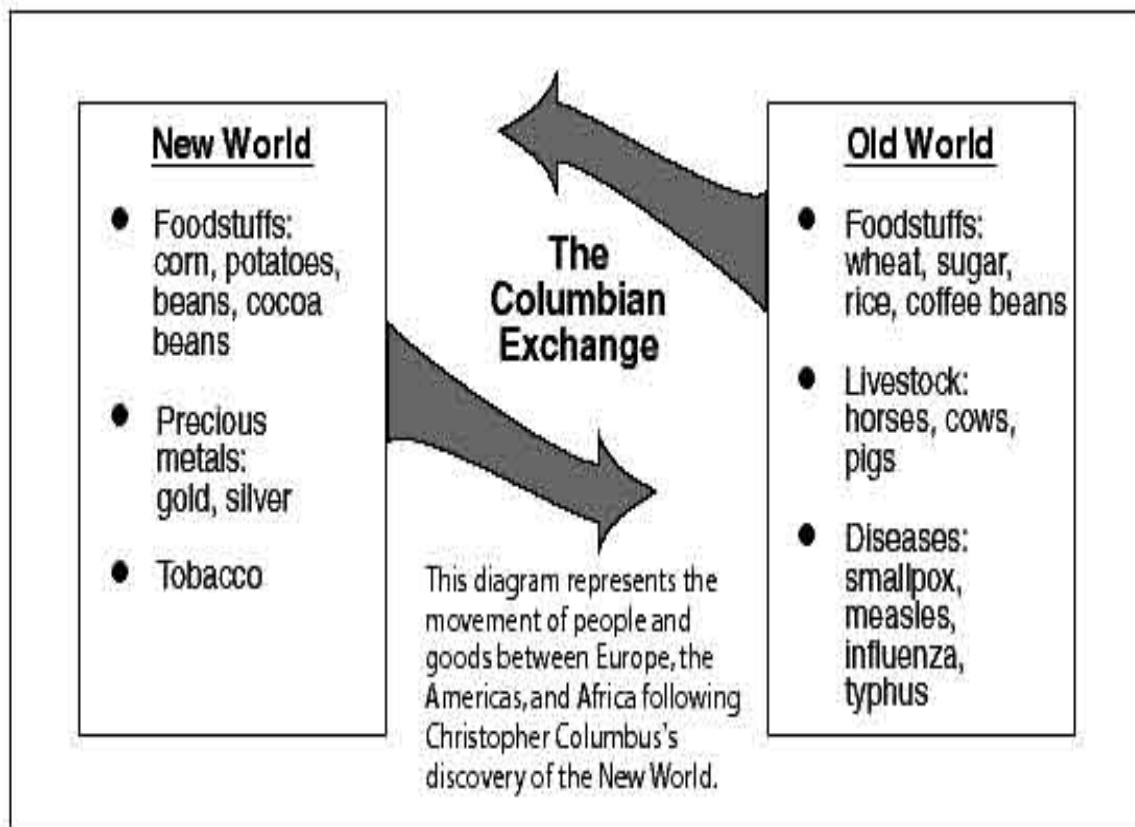 New World
● Foodstuffs:
corn, potatoes,
beans, cocoa
beans
● Precious
metals:
gold, silver
● Tobacco
The
Columbian
Exchange
This diagram represents the
movement of people and
goods between Europe, the
Americas, and Africa following
Christopher Columbus's
discovery of the New World.
Old World
● Foodstuffs:
wheat, sugar,
rice, coffee beans
● Livestock:
horses, cows,
pigs
● Diseases:
smallpox,
measles,
influenza,
typhus